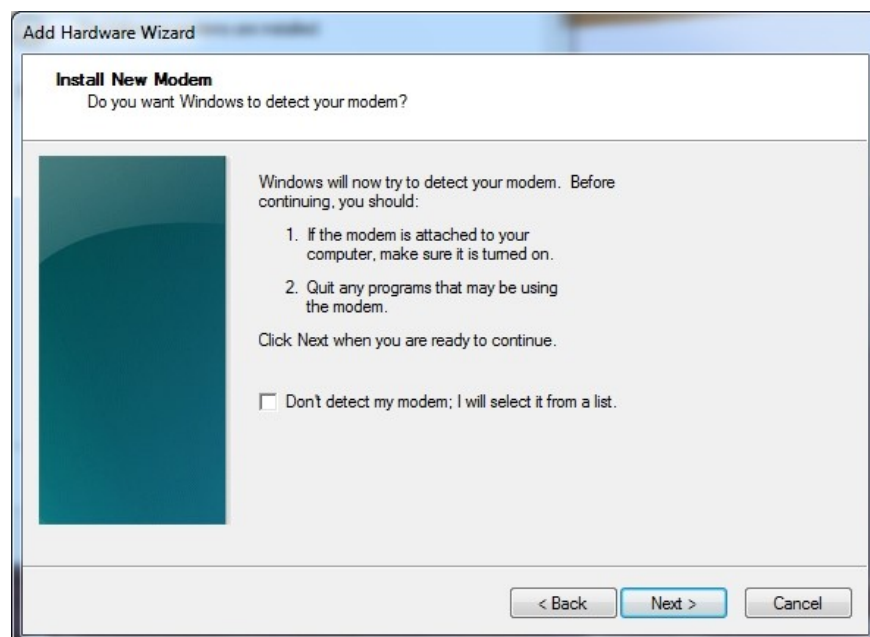 Add Hardware Wizard
Install New Modem
Do you want Windows to detect your modem?
Windows will now try to detect your modem. Before
continuing, you should:
1. If the modem is attached to your
computer, make sure it is turned on.
2. Quit any programs that may be using
the modem.
Click Next when you are ready to continue.
Don't detect my modem; I will select it from a list.
< Back
Next >
Cancel